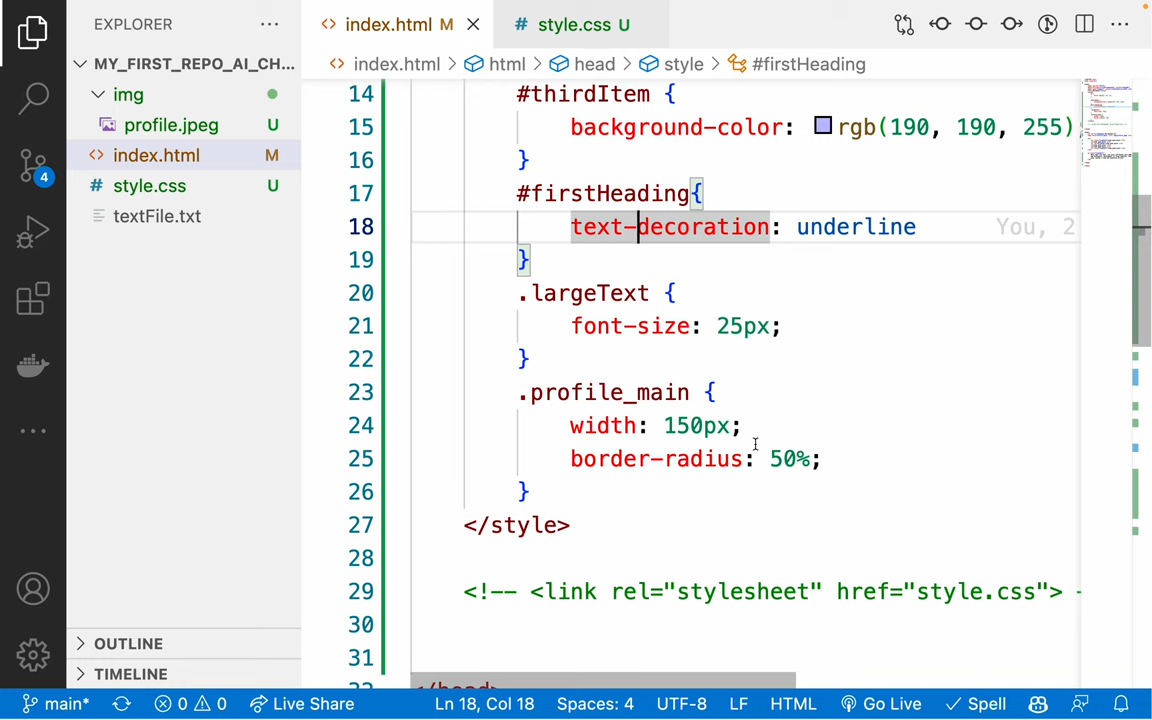 EXPLORER
index.html M
# style.css U
MY_FIRST_REPO_AI_CH...
index.html > html > head > style > #firstHeading
img
profile.jpeg U
index.html M
# style.css U
textFile.txt
14 #thirdItem {
15 background-color: rgb(190, 190, 255)
16 }
17 #firstHeading{
18 text-decoration: underline You, 2
19 }
20 .largeText {
21 font-size: 25px;
22 }
23 .profile_main {
24 width: 150px;
25 border-radius: 50%;
26 }
27 </style>
28
29 <!-- <link rel="stylesheet" href="style.css"> -
30
31
4
OUTLINE
TIMELINE
main* 0 0 Live Share Ln 18, Col 18 Spaces: 4 UTF-8 LF HTML Go Live Spell